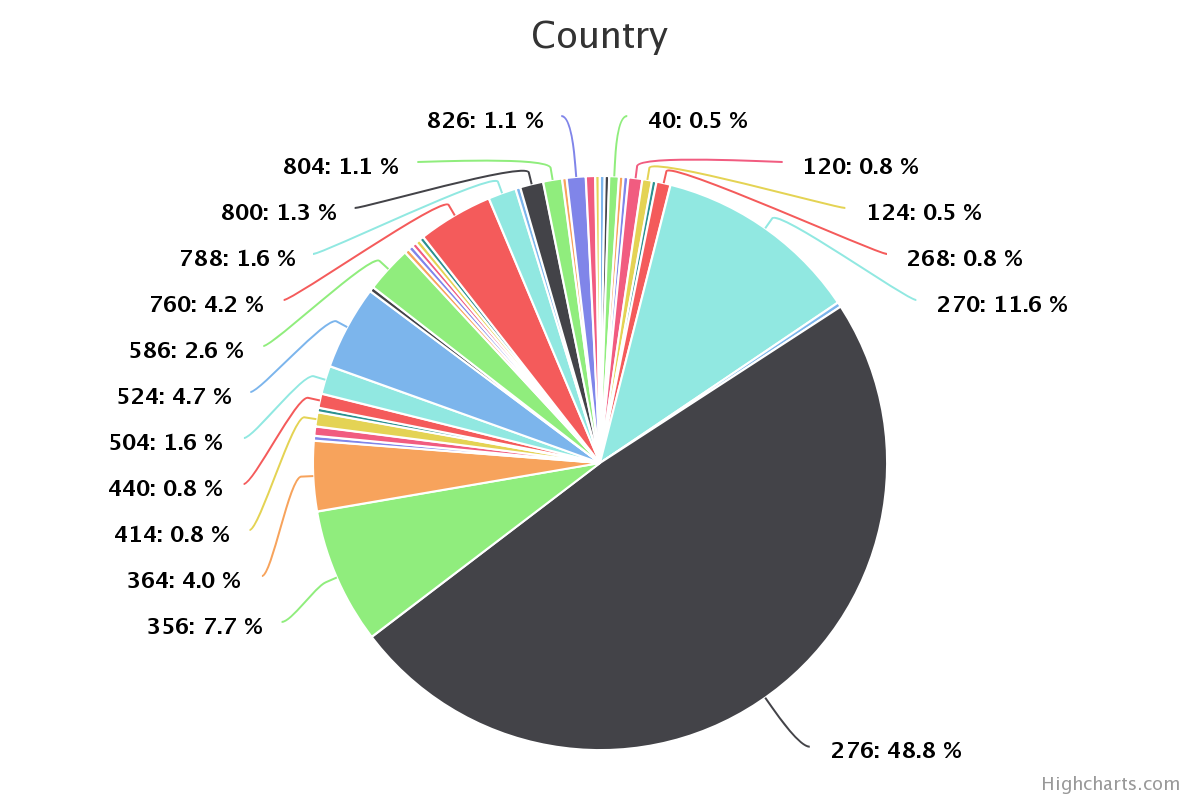 Country
826: 1.1 %
40: 0.5 %
804: 1.1 %
120: 0.8 %
800: 1.3 %
124: 0.5 %
788: 1.6 %
268: 0.8 %
760: 4.2 %
270: 11.6 %
586: 2.6 %
524: 4.7 %
504: 1.6 %
440: 0.8 %
414: 0.8 %
364: 4.0 %
356: 7.7 %
276: 48.8 %
Highcharts.com